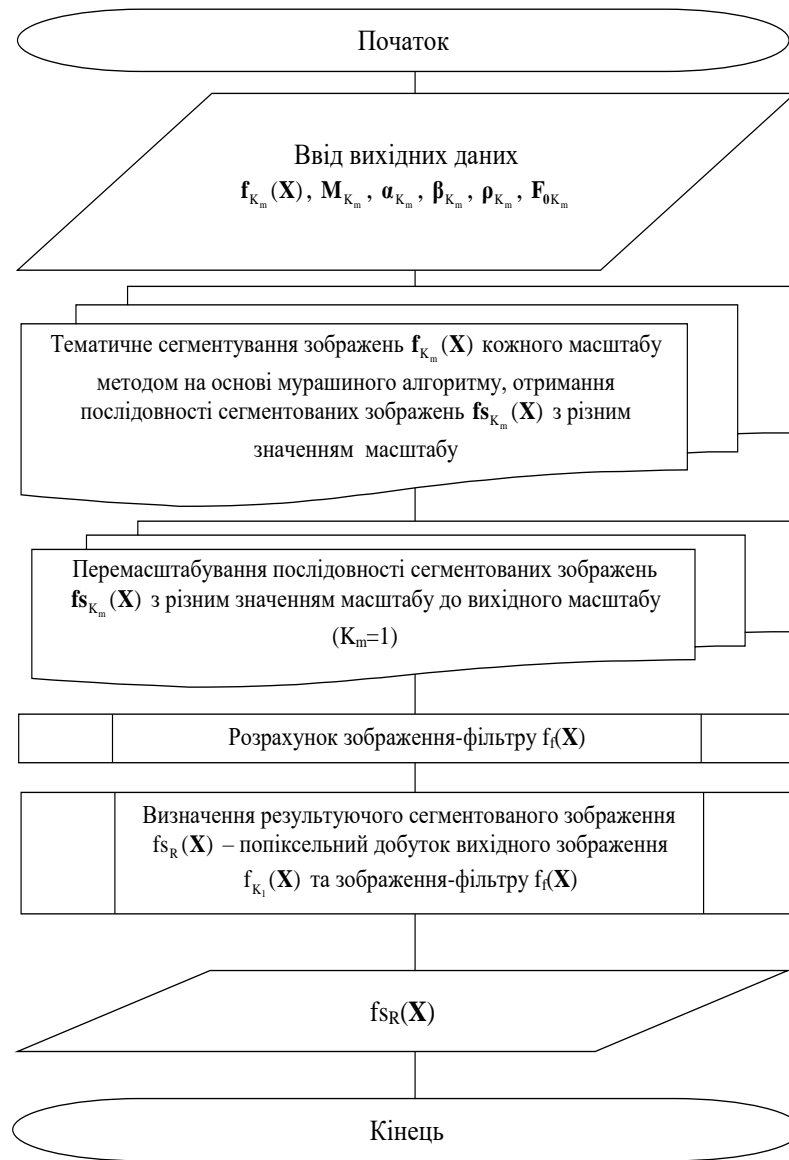 Початок
Ввід вихідних даних
f_{K_m}(X), M_{K_m}, α_{K_m}, β_{K_m}, ρ_{K_m}, F_{0K_m}
Тематичне сегментування зображень f_{K_m}(X) кожного масштабу
методом на основі мурашиного алгоритму, отримання
послідовності сегментованих зображень fs_{K_m}(X) з різним
значенням масштабу
Перемасштабування послідовності сегментованих зображень
fs_{K_m}(X) з різним значенням масштабу до вихідного масштабу
(K_m=1)
Розрахунок зображення-фільтру f_f(X)
Визначення результуючого сегментованого зображення
fs_R(X) – попіксельний добуток вихідного зображення
f_{K_1}(X) та зображення-фільтру f_f(X)
fs_R(X)
Кінець